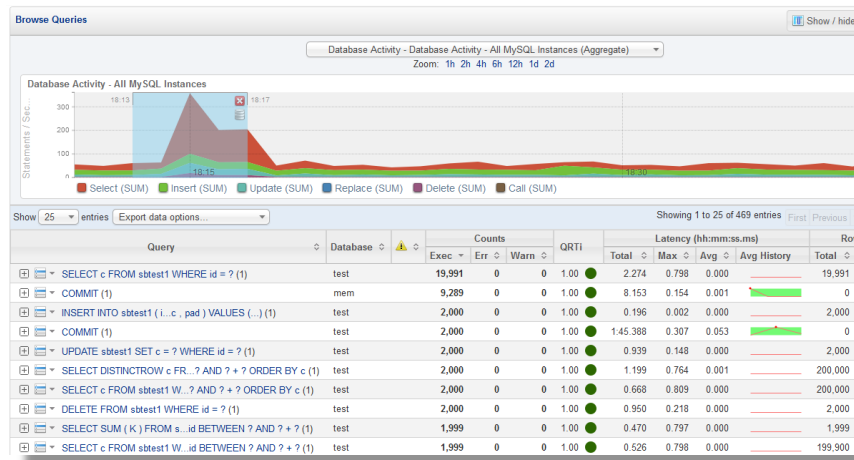 Browse Queries
Show / hide
Database Activity - Database Activity - All MySQL Instances (Aggregate)
Zoom: 1h 2h 4h 6h 12h 1d 2d
Database Activity - All MySQL Instances
Statements / Sec...
300
200
100
0
18:13
18:17
18:15
18:30
Select (SUM) Insert (SUM) Update (SUM) Replace (SUM) Delete (SUM) Call (SUM)
Show 25 entries Export data options... Showing 1 to 25 of 469 entries First Previous
Query Database Counts QRTi Latency (hh:mm:ss.ms) Ro
Exec Err Warn Total Max Avg Avg History Total
SELECT c FROM sbtest1 WHERE id = ? (1) test 19,991 0 0 1.00 2.274 0.798 0.000 19,991
COMMIT (1) mem 9,289 0 0 1.00 8.153 0.154 0.001 0
INSERT INTO sbtest1 ( i...c , pad ) VALUES (...) (1) test 2,000 0 0 1.00 0.196 0.002 0.000 2,000
COMMIT (1) test 2,000 0 0 1.00 1:45.388 0.307 0.053 0
UPDATE sbtest1 SET c = ? WHERE id = ? (1) test 2,000 0 0 1.00 0.939 0.148 0.000 2,000
SELECT DISTINCTROW c FR...? AND ? + ? ORDER BY c (1) test 2,000 0 0 1.00 1.199 0.764 0.001 200,000
SELECT c FROM sbtest1 W...? AND ? + ? ORDER BY c (1) test 2,000 0 0 1.00 0.668 0.809 0.000 200,000
DELETE FROM sbtest1 WHERE id = ? (1) test 2,000 0 0 1.00 0.950 0.218 0.000 2,000
SELECT SUM ( K ) FROM s...id BETWEEN ? AND ? + ? (1) test 1,999 0 0 1.00 0.470 0.797 0.000 1,999
SELECT c FROM sbtest1 W...id BETWEEN ? AND ? + ? (1) test 1,999 0 0 1.00 0.526 0.798 0.000 199,900